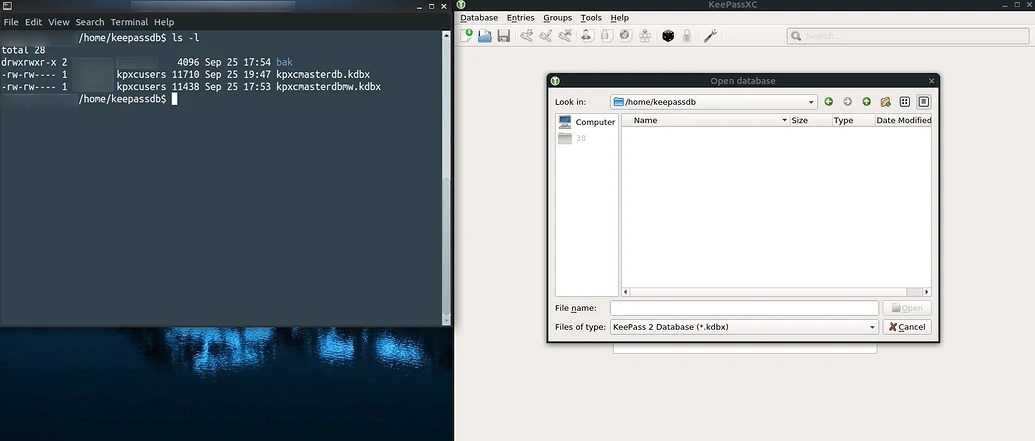 File Edit View Search Terminal Help
/home/keepassdb$ ls -l
total 28
drwxrwxr-x 2 4096 Sep 25 17:54 bak
-rw-rw---- 1 kpxcusers 11710 Sep 25 19:47 kpxcmasterdb.kdbx
-rw-rw---- 1 kpxcusers 11438 Sep 25 17:53 kpxcmasterdbmw.kdbx
/home/keepassdb$
KeePassXC
Database Entries Groups Tools Help
Search...
Open database
Look in: /home/keepassdb
Computer
38
Name Size Type Date Modified
File name: Open
Files of type: KeePass 2 Database (*.kdbx) Cancel